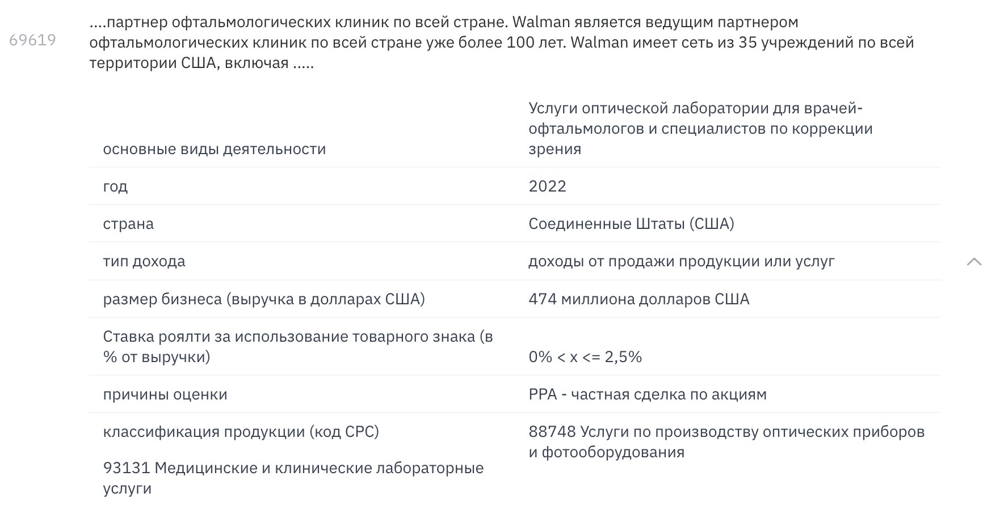 69619
....партнер офтальмологических клиник по всей стране. Walman является ведущим партнером
офтальмологических клиник по всей стране уже более 100 лет. Walman имеет сеть из 35 учреждений по всей
территории США, включая .....
основные виды деятельности
Услуги оптической лаборатории для врачей-
офтальмологов и специалистов по коррекции
зрения
год
2022
страна
Соединенные Штаты (США)
тип дохода
доходы от продажи продукции или услуг
размер бизнеса (выручка в долларах США)
474 миллиона долларов США
Ставка роялти за использование товарного знака (в
% от выручки)
0% < x <= 2,5%
причины оценки
PPA - частная сделка по акциям
классификация продукции (код CPC)
88748 Услуги по производству оптических приборов
и фотооборудования
93131 Медицинские и клинические лабораторные
услуги